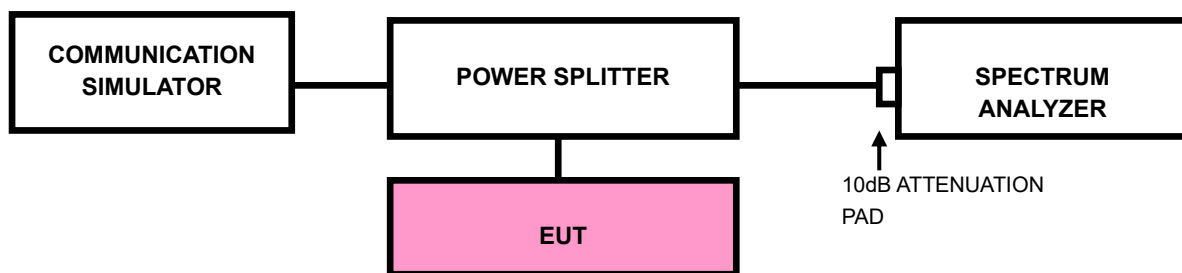 COMMUNICATION
SIMULATOR
POWER SPLITTER
SPECTRUM
ANALYZER
10dB ATTENUATION
PAD
EUT